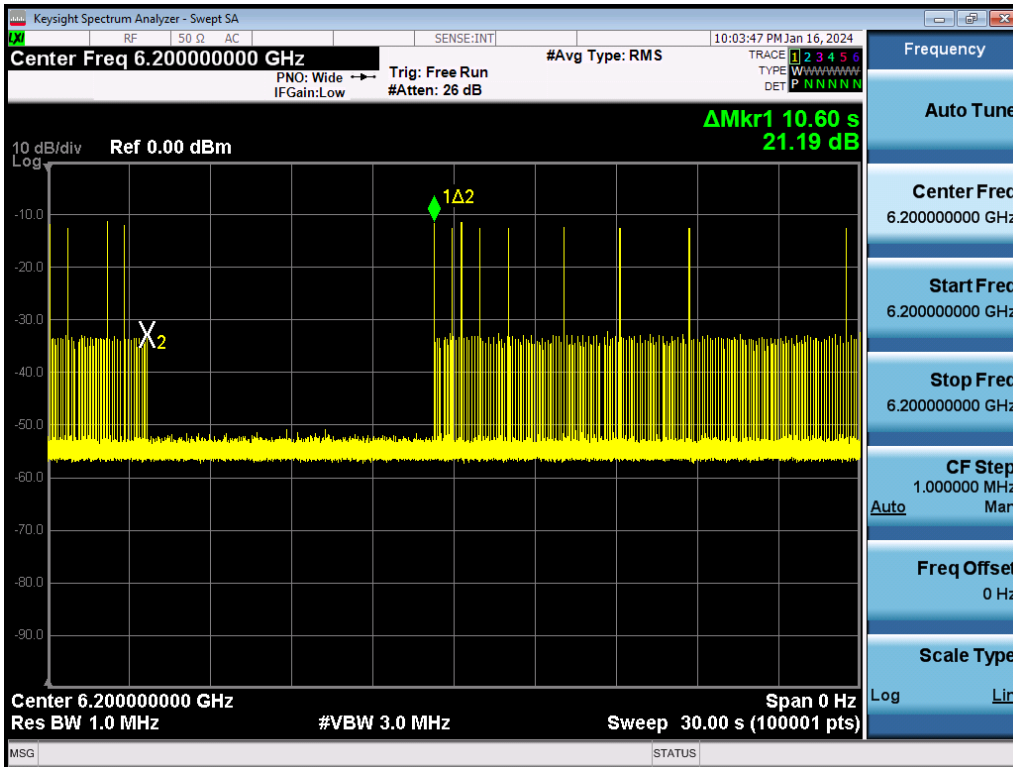 Keysight Spectrum Analyzer - Swept SA
LXI RF 50 Ω AC SENSE:INT 10:03:47 PM Jan 16, 2024
Center Freq 6.200000000 GHz
PNO: Wide
IFGain:Low
Trig: Free Run
#Atten: 26 dB
#Avg Type: RMS
TRACE 1 2 3 4 5 6
TYPE WWWWWW
DET P N N N N N
ΔMkr1 10.60 s
21.19 dB
10 dB/div Ref 0.00 dBm
Log
1Δ2
-10.0
-20.0
-30.0
X2
-40.0
-50.0
-60.0
-70.0
-80.0
-90.0
Center 6.200000000 GHz Span 0 Hz
Res BW 1.0 MHz #VBW 3.0 MHz Sweep 30.00 s (100001 pts)
MSG STATUS
Frequency
Auto Tune
Center Freq
6.200000000 GHz
Start Freq
6.200000000 GHz
Stop Freq
6.200000000 GHz
CF Step
1.000000 MHz
Auto Man
Freq Offset
0 Hz
Scale Type
Log Lin